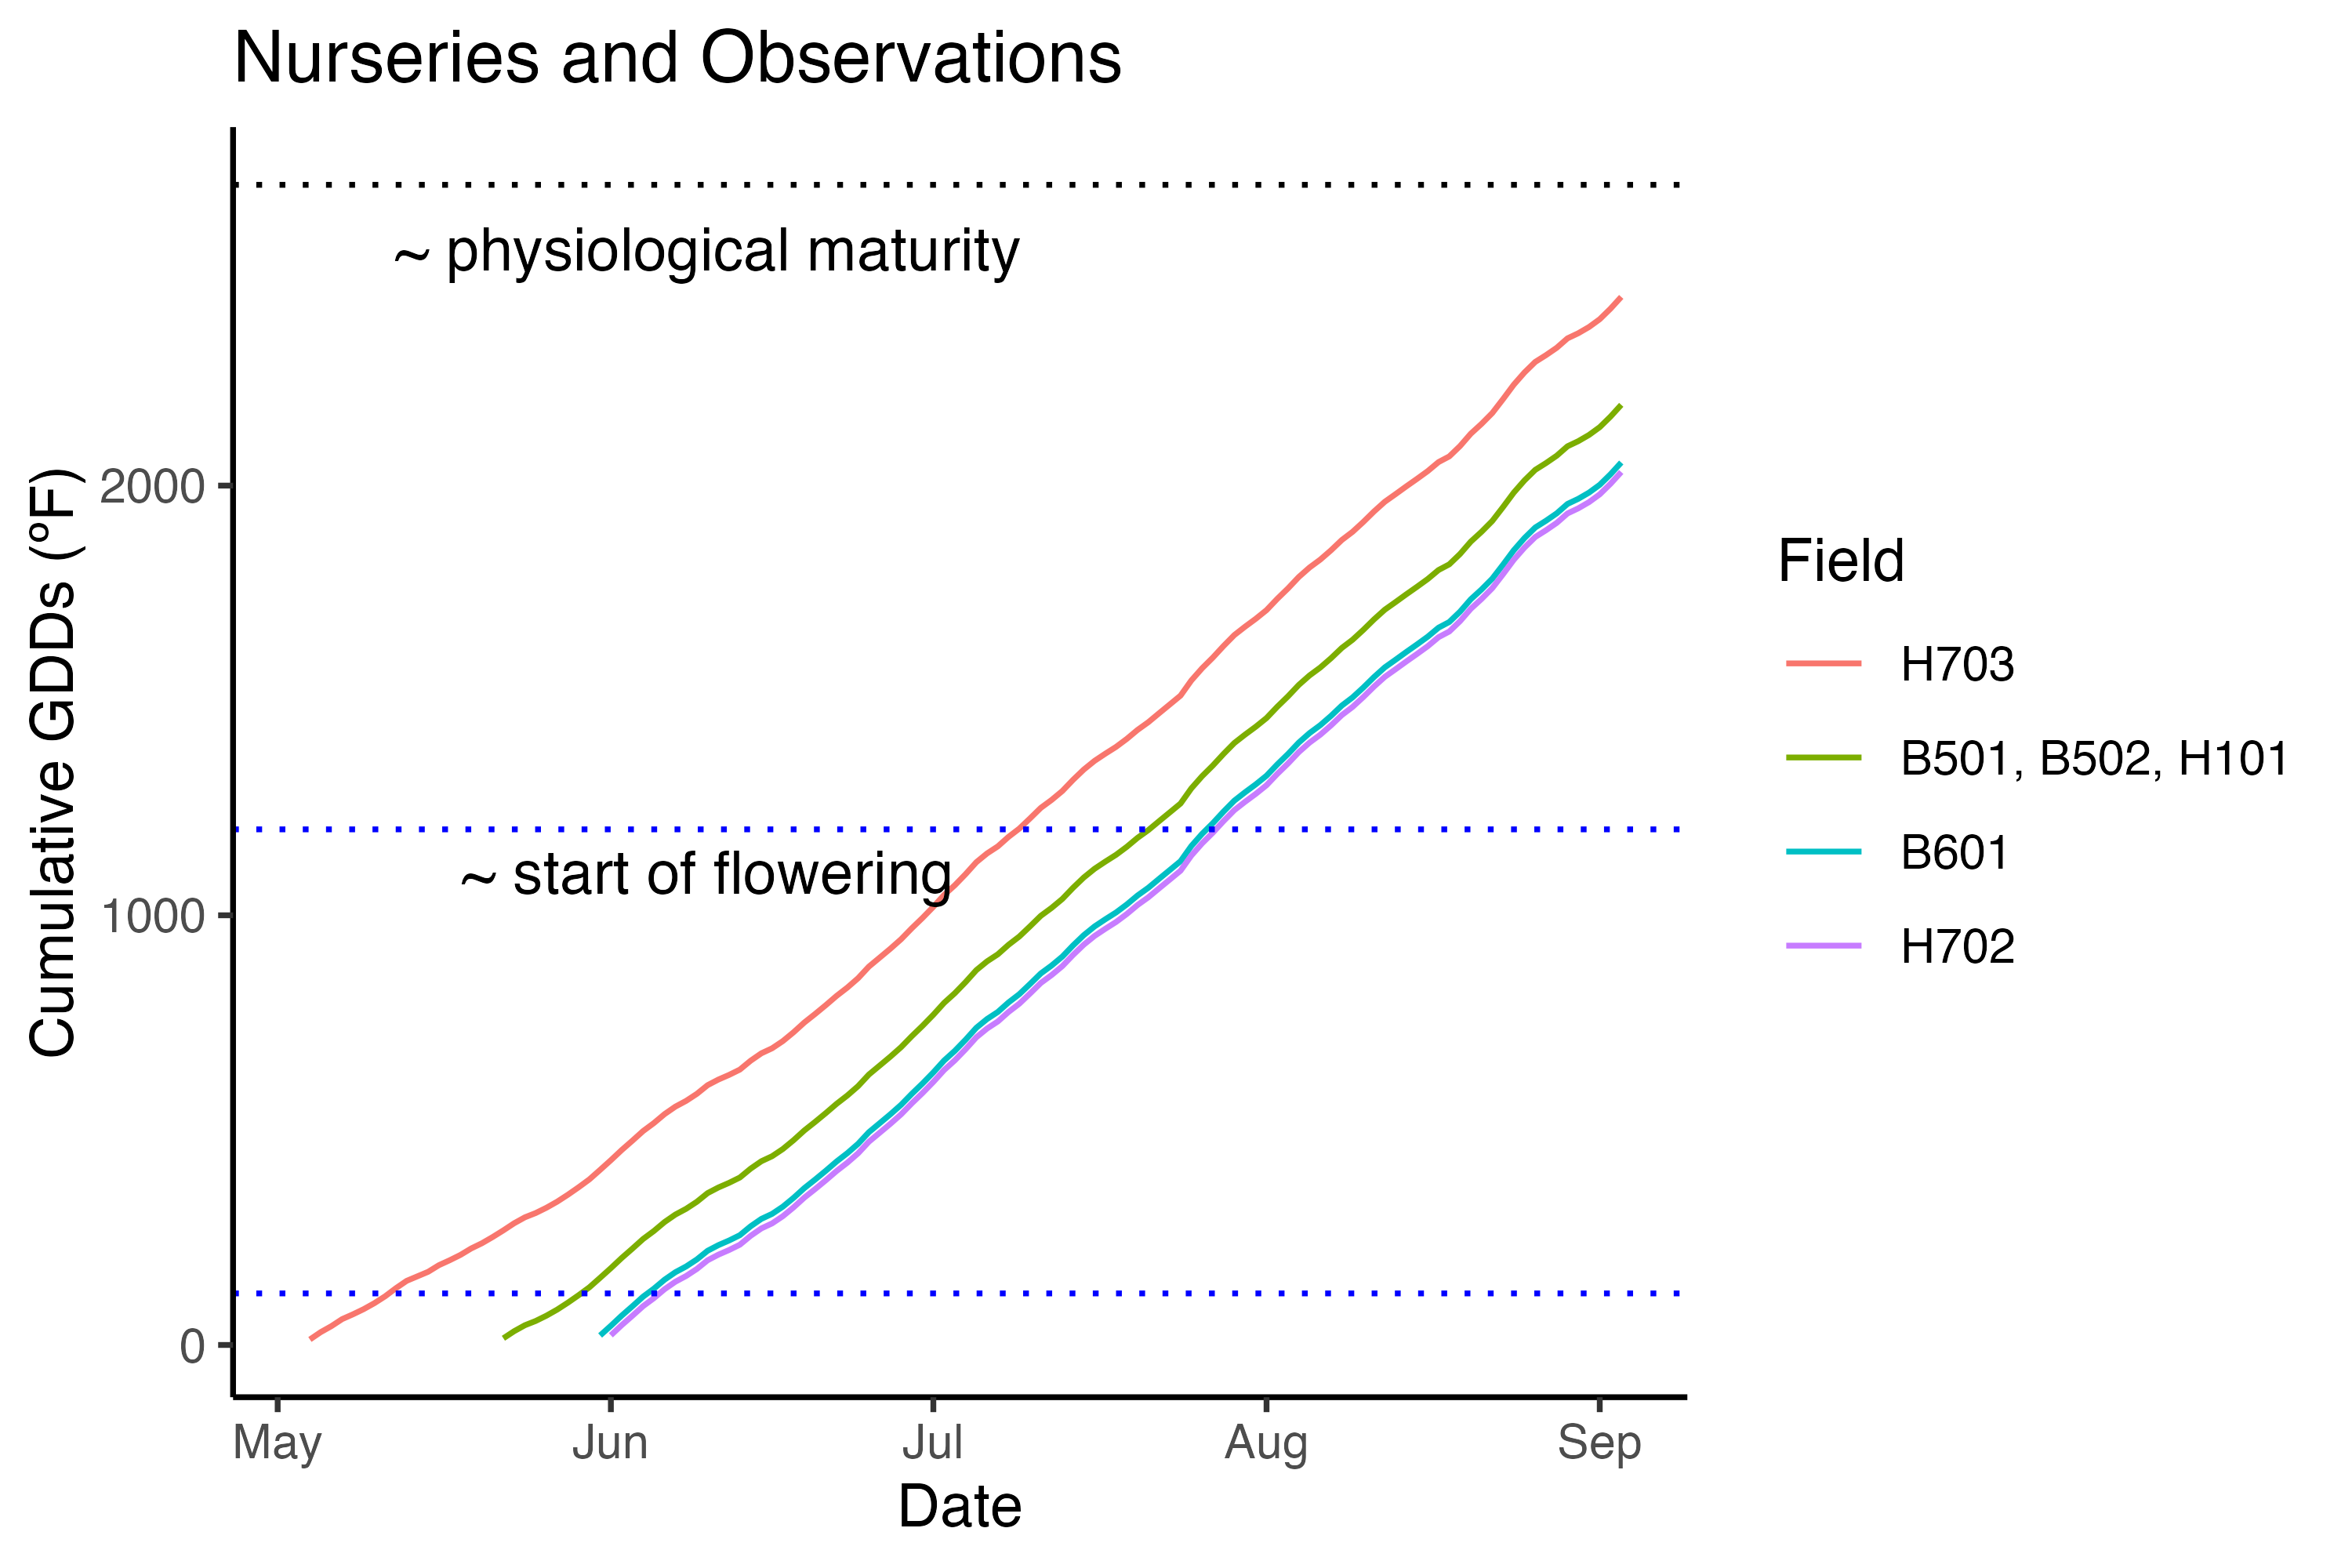 Nurseries and Observations
~ physiological maturity
~ start of flowering
Cumulative GDDs (ºF)
2000
1000
0
May Jun Jul Aug Sep
Date
Field
H703
B501, B502, H101
B601
H702